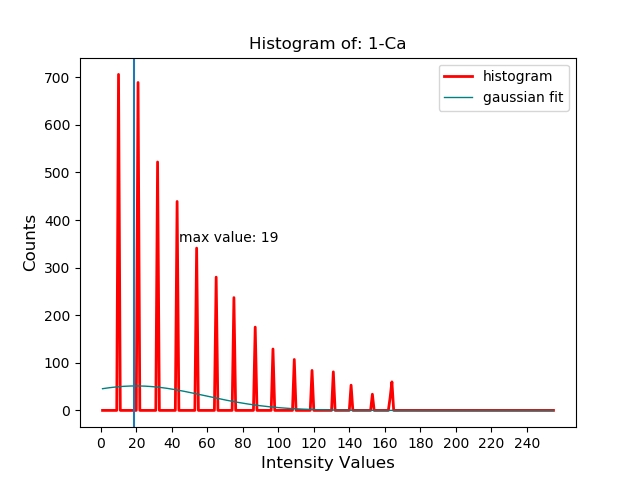 Histogram of: 1-Ca
histogram
gaussian fit
max value: 19
Counts
700
600
500
400
300
200
100
0
0 20 40 60 80 100 120 140 160 180 200 220 240
Intensity Values